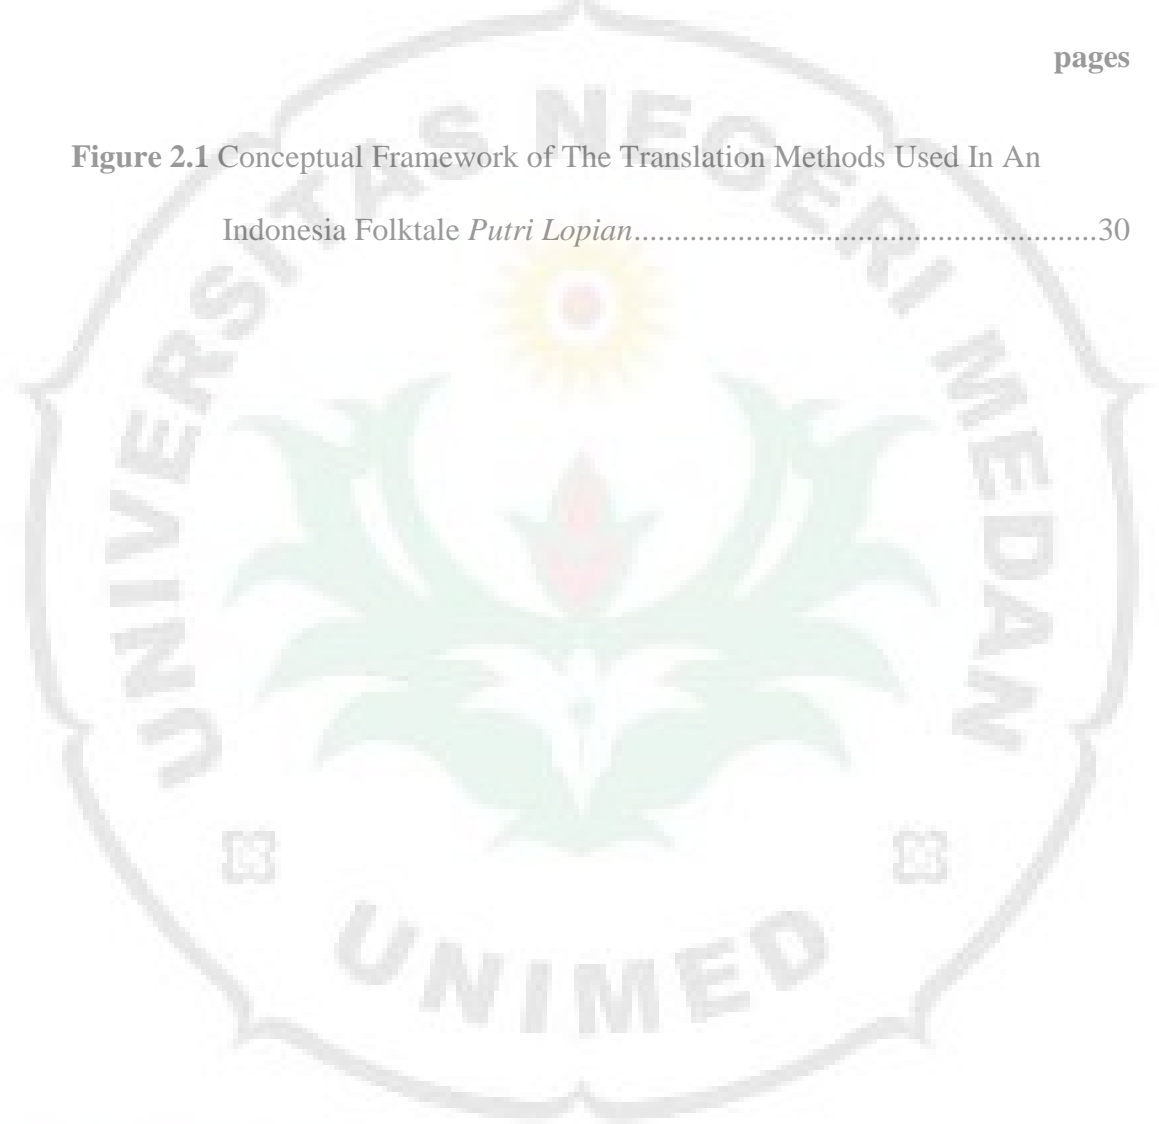 pages
Figure 2.1 Conceptual Framework of The Translation Methods Used In An
Indonesia Folktale Putri Lopian..........................................................30
UNIVERSITAS NEGERI MEDAN
UNIMED